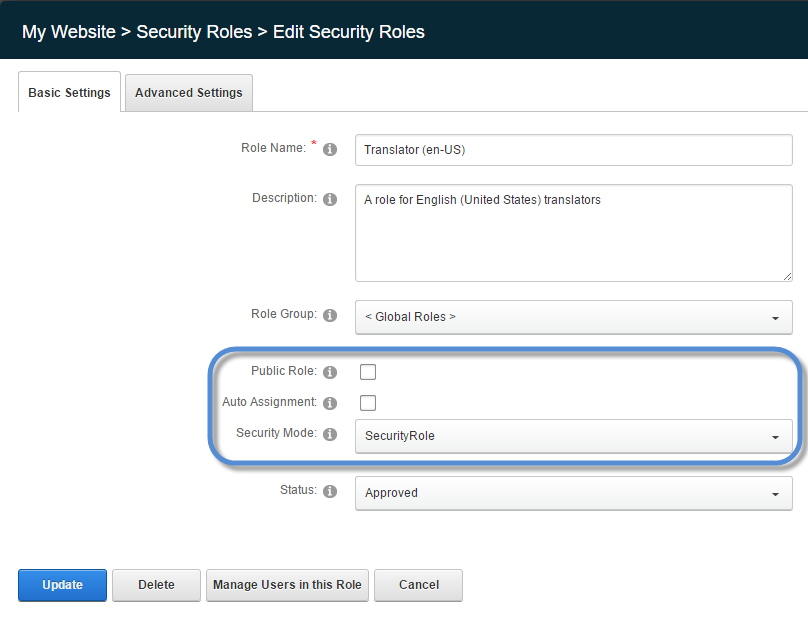 My Website > Security Roles > Edit Security Roles
Basic Settings
Advanced Settings
Role Name: *
Translator (en-US)
Description:
A role for English (United States) translators
Role Group:
< Global Roles >
Public Role:
Auto Assignment:
Security Mode:
SecurityRole
Status:
Approved
Update
Delete
Manage Users in this Role
Cancel